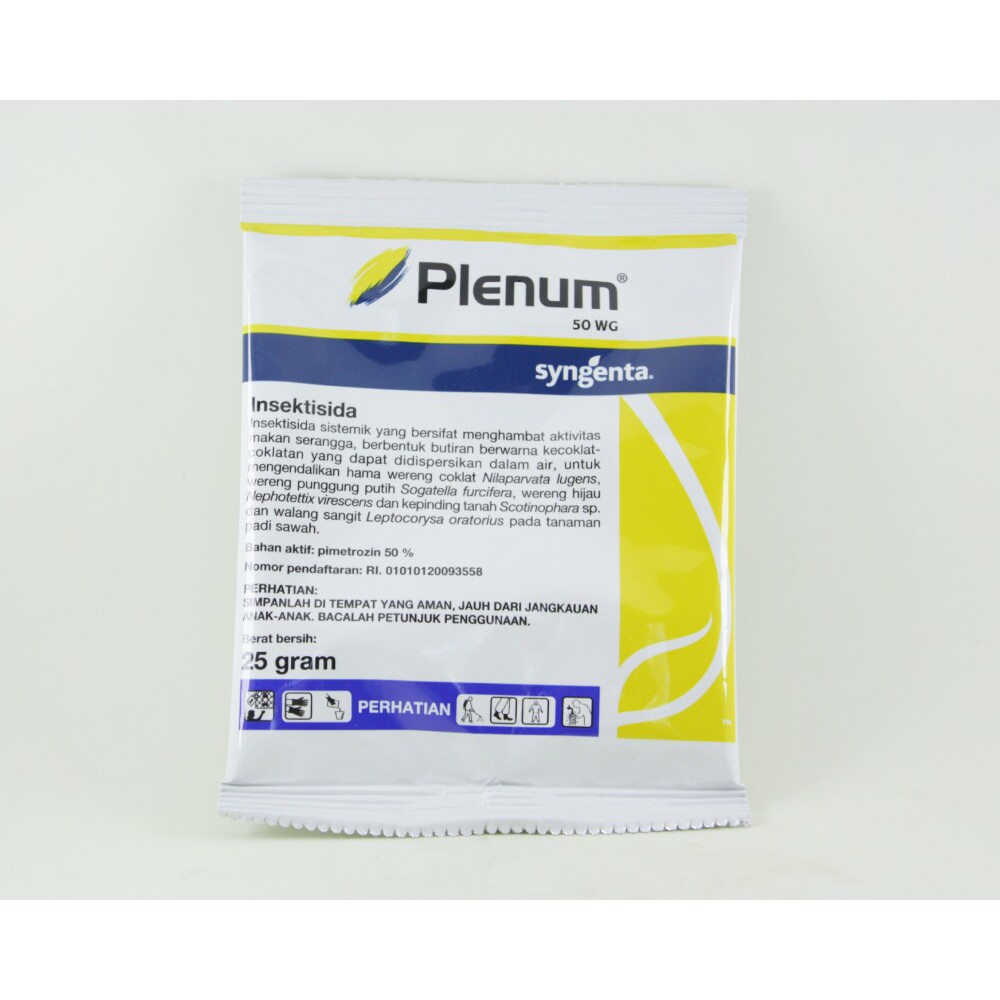 Plenum®
50 WG
syngenta.
Insektisida
Insektisida sistemik yang bersifat menghambat aktivitas
makan serangga, berbentuk butiran berwarna kecoklat-
coklatan yang dapat didispersikan dalam air, untuk
mengendalikan hama wereng coklat Nilaparvata lugens,
wereng punggung putih Sogatella furcifera, wereng hijau
Nephotettix virescens dan kepinding tanah Scotinophara sp.
dan walang sangit Leptocorysa oratorius pada tanaman
padi sawah.
Bahan aktif: pimetrozin 50 %
Nomor pendaftaran: RI. 01010120093558
PERHATIAN:
SIMPANLAH DI TEMPAT YANG AMAN, JAUH DARI JANGKAUAN
ANAK-ANAK. BACALAH PETUNJUK PENGGUNAAN.
Berat bersih:
25 gram
PERHATIAN
TM